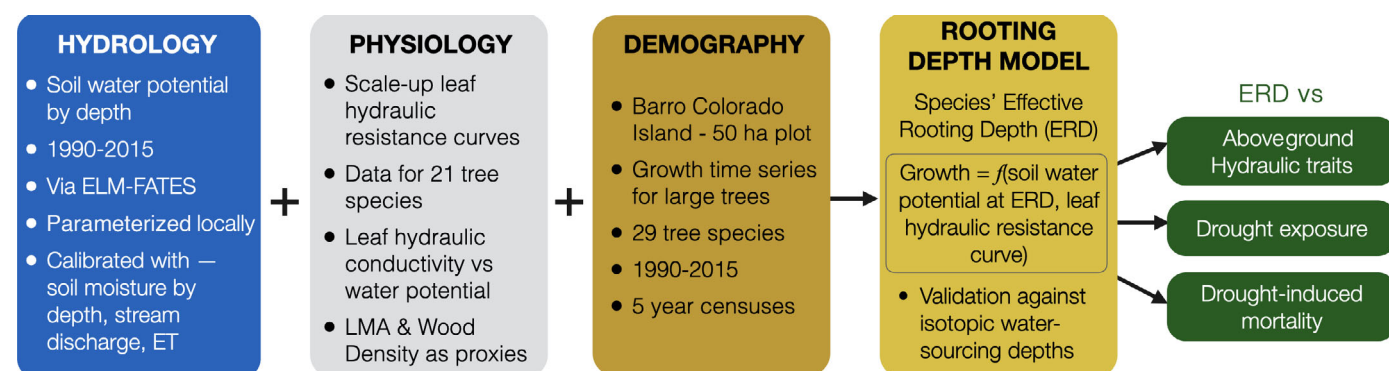 HYDROLOGY
● Soil water potential
by depth
● 1990-2015
● Via ELM-FATES
● Parameterized locally
● Calibrated with —
soil moisture by
depth, stream
discharge, ET
+
PHYSIOLOGY
● Scale-up leaf
hydraulic
resistance curves
● Data for 21 tree
species
● Leaf hydraulic
conductivity vs
water potential
● LMA & Wood
Density as proxies
+
DEMOGRAPHY
● Barro Colorado
Island - 50 ha plot
● Growth time series
for large trees
● 29 tree species
● 1990-2015
● 5 year censuses
ROOTING
DEPTH MODEL
Species’ Effective
Rooting Depth (ERD)
Growth = f(soil water
potential at ERD, leaf
hydraulic resistance
curve)
● Validation against
isotopic water-
sourcing depths
ERD vs
Aboveground
Hydraulic traits
Drought exposure
Drought-induced
mortality